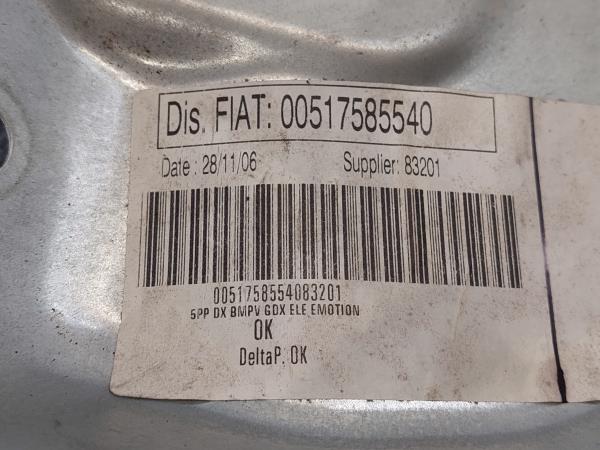 Dis. FIAT: 00517585540
Date : 28/11/06 Supplier: 83201
0051758554083201
5PP DX BMPV GDX ELE EMOTION
OK
DeltaP. OK